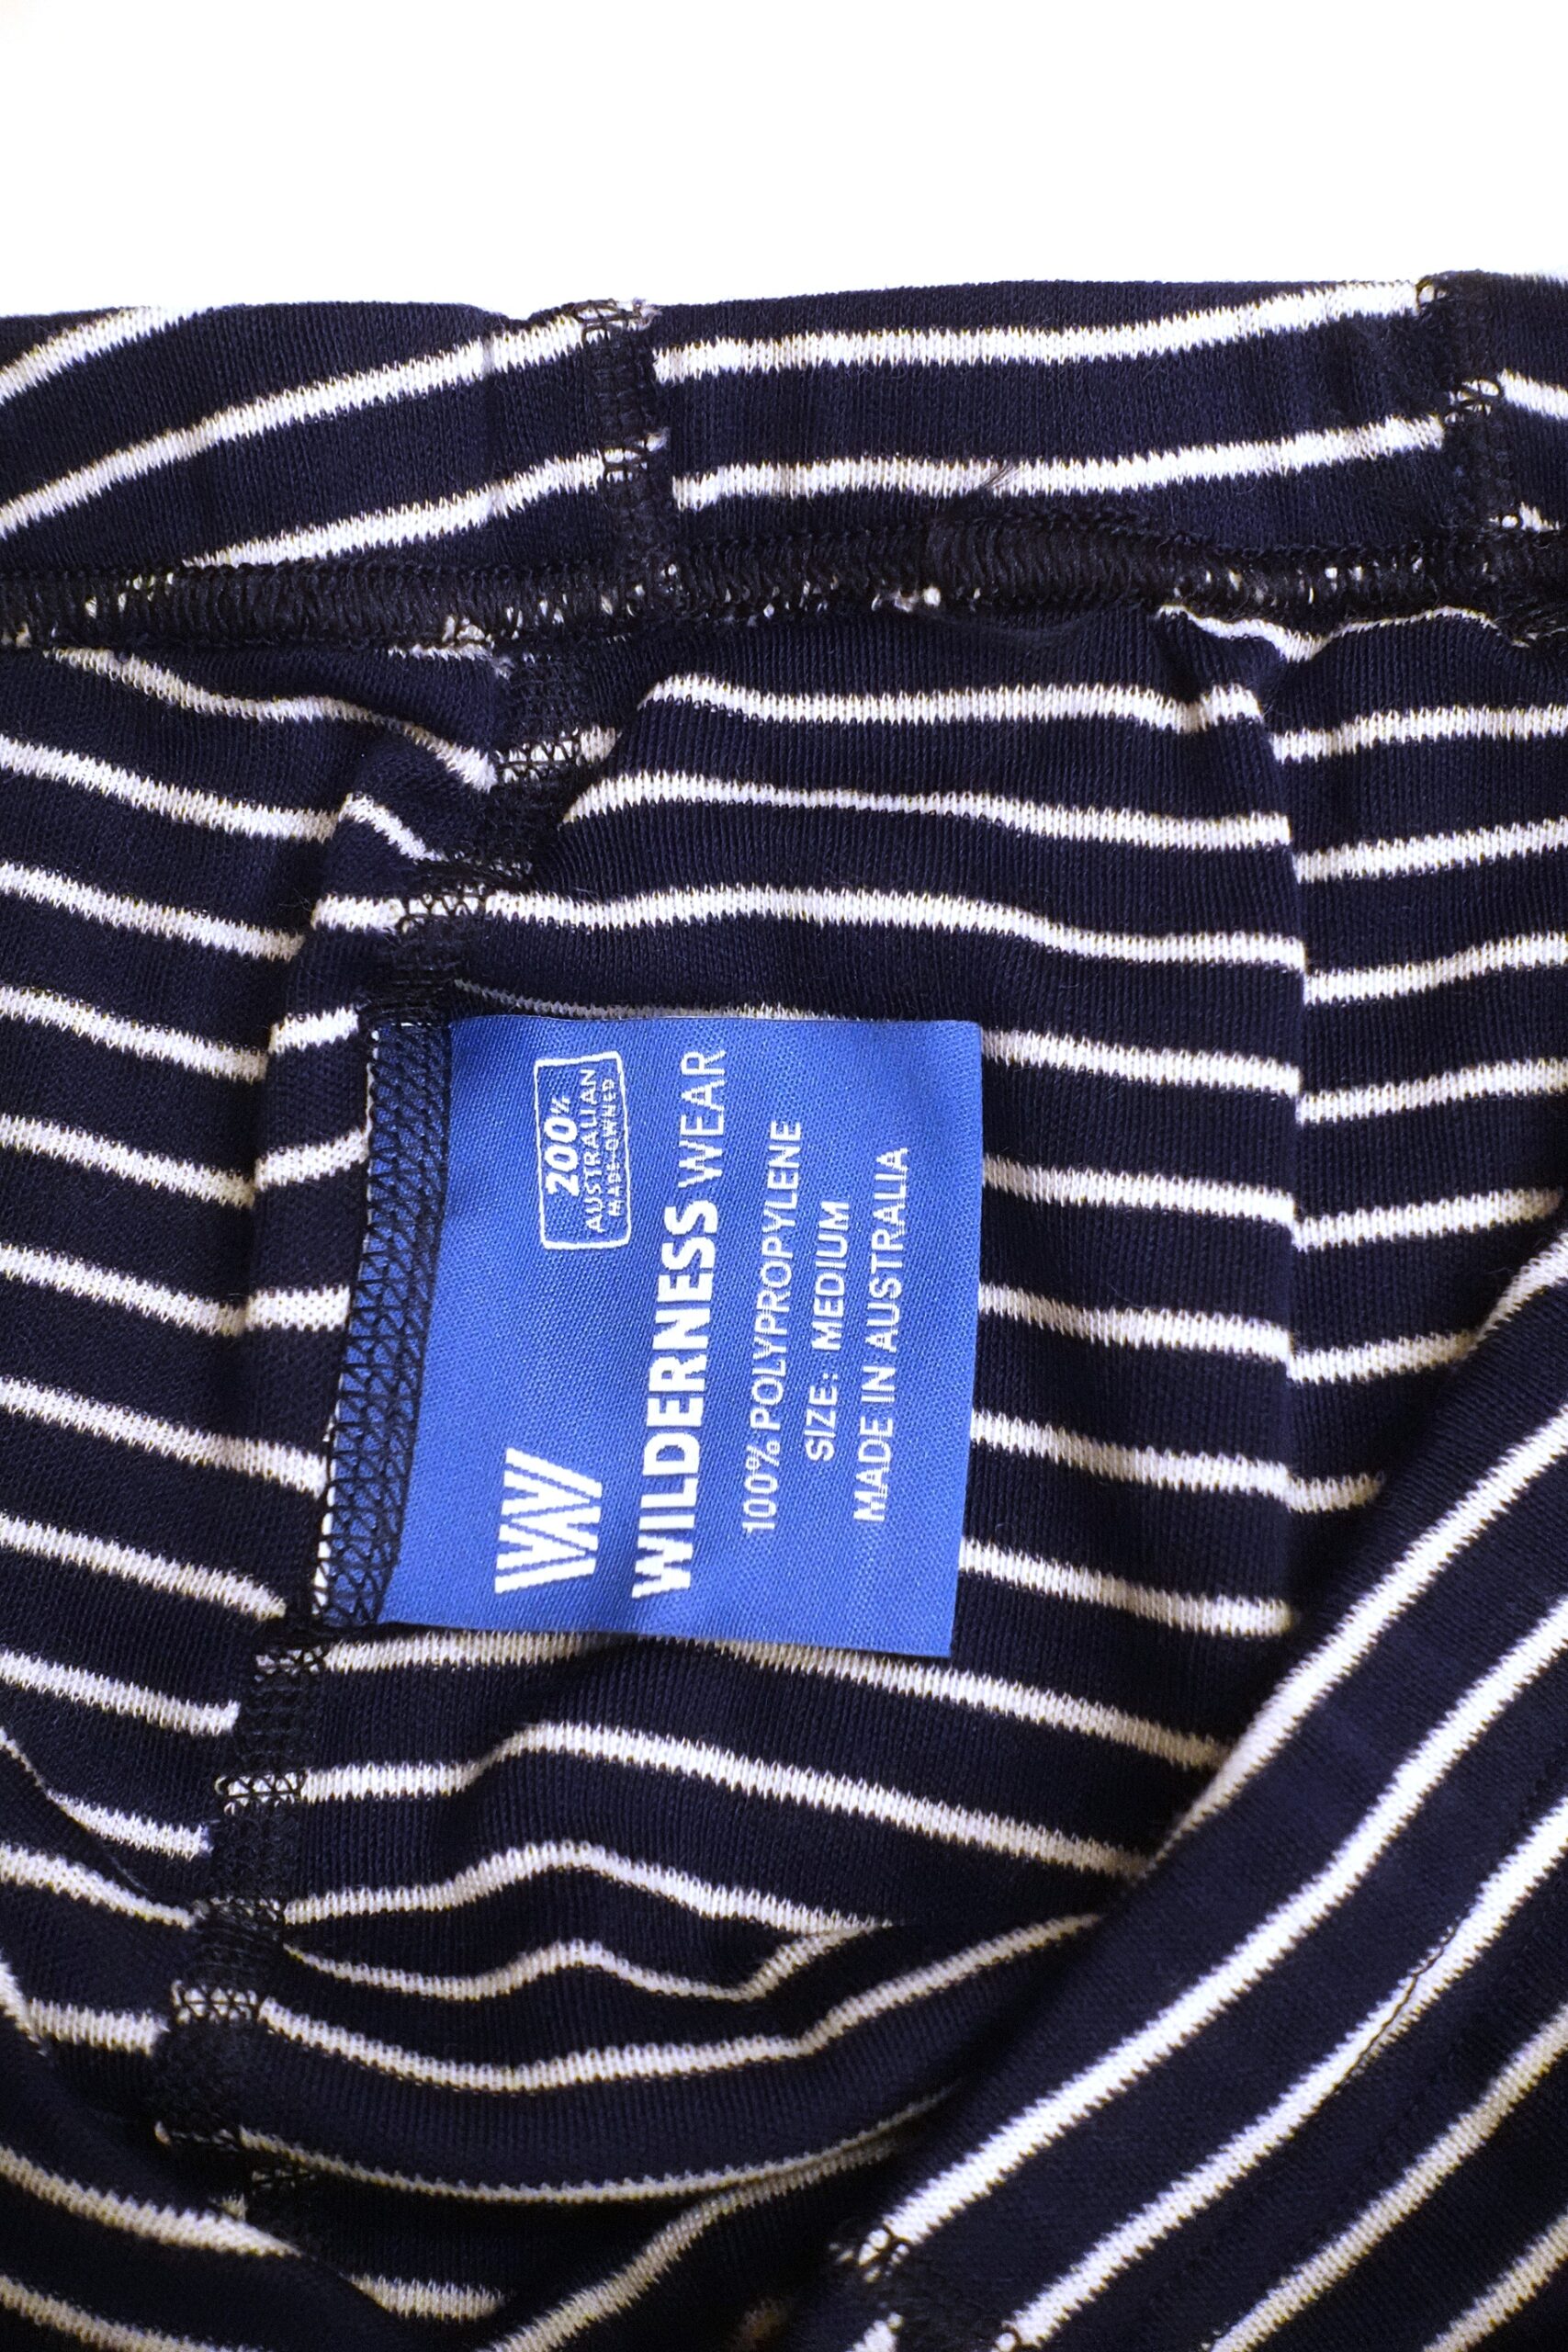 200%
AUSTRALIAN
MADE-OWNED
W
WILDERNESS WEAR
100% POLYPROPYLENE
SIZE: MEDIUM
MADE IN AUSTRALIA